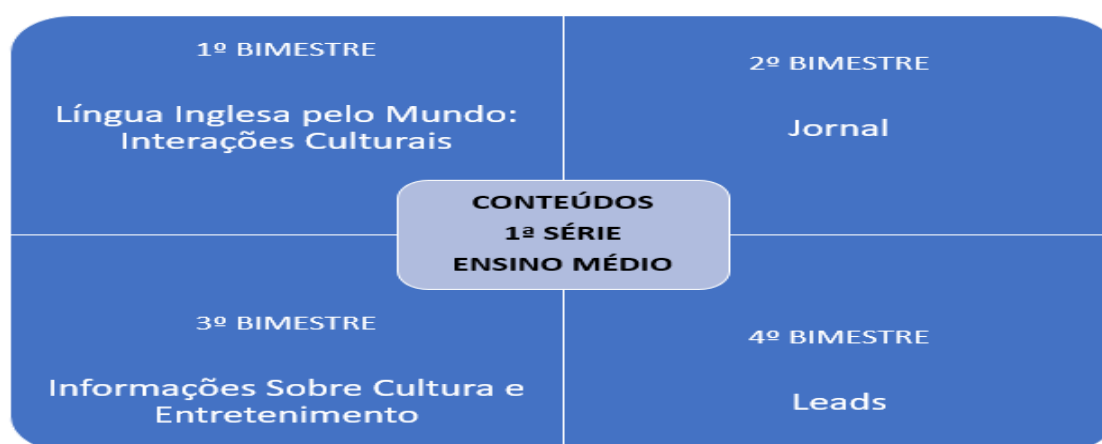 1º BIMESTRE
Língua Inglesa pelo Mundo:
Interações Culturais
2º BIMESTRE
Jornal
CONTEÚDOS
1ª SÉRIE
ENSINO MÉDIO
3º BIMESTRE
Informações Sobre Cultura e
Entretenimento
4º BIMESTRE
Leads